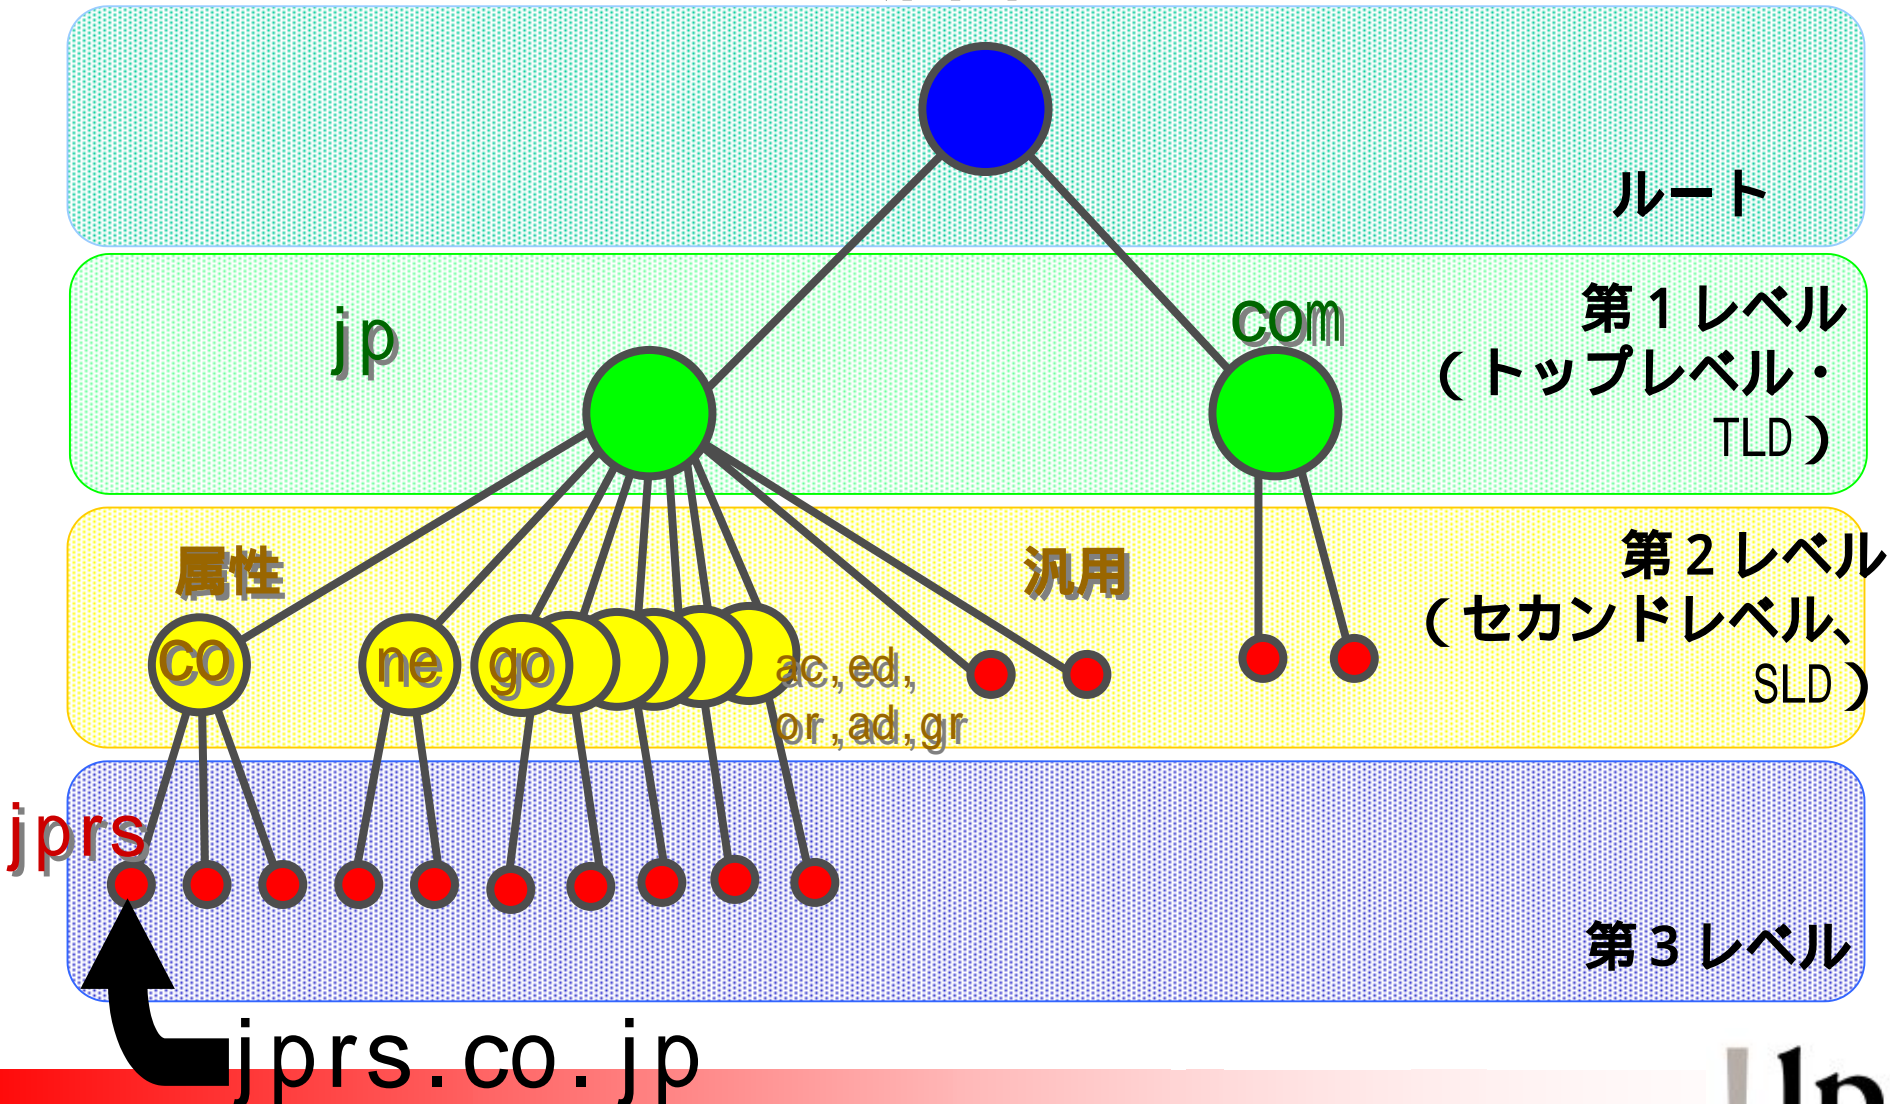 ルート
jp
com
第1レベル
（トップレベル・
TLD）
属性
汎用
第2レベル
（セカンドレベル、
SLD）
co
ne
go
ac,ed,
or,ad,gr
jprs
第3レベル
jprs.co.jp